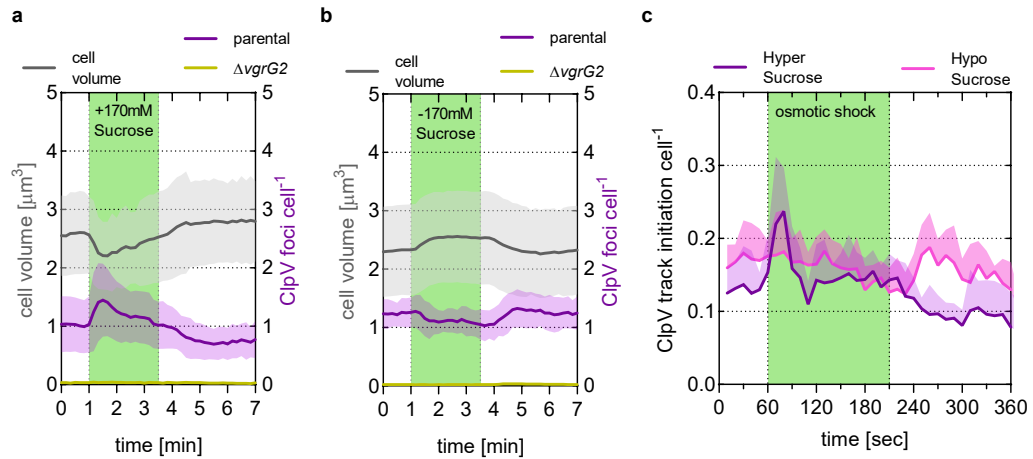 a
cell
volume
parental
ΔvgrG2
+170mM
Sucrose
cell volume [μm³]
ClpV foci cell⁻¹
5
4
3
2
1
0
5
4
3
2
1
0
0 1 2 3 4 5 6 7
time [min]
b
cell
volume
parental
ΔvgrG2
-170mM
Sucrose
cell volume [μm³]
ClpV foci cell⁻¹
5
4
3
2
1
0
5
4
3
2
1
0
0 1 2 3 4 5 6 7
time [min]
c
Hyper
Sucrose
Hypo
Sucrose
osmotic shock
ClpV track initiation cell⁻¹
0.4
0.3
0.2
0.1
0.0
0 60 120 180 240 300 360
time [sec]